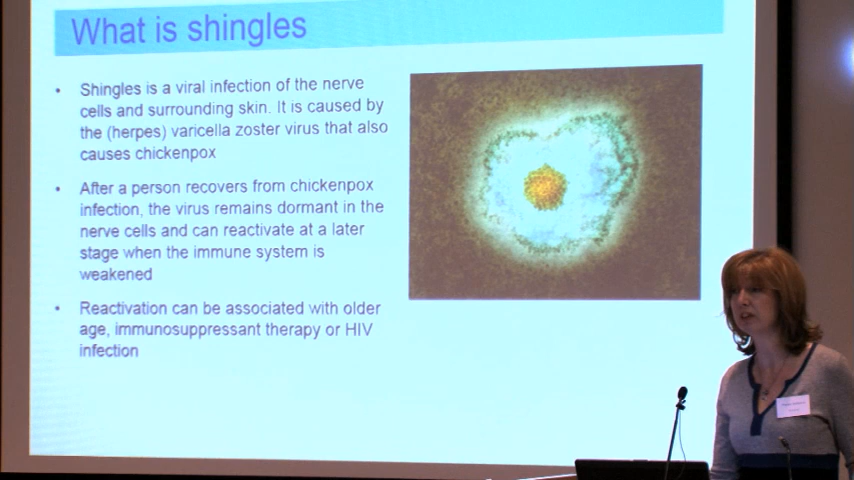 What is shingles
• Shingles is a viral infection of the nerve
cells and surrounding skin. It is caused by
the (herpes) varicella zoster virus that also
causes chickenpox
• After a person recovers from chickenpox
infection, the virus remains dormant in the
nerve cells and can reactivate at a later
stage when the immune system is
weakened
• Reactivation can be associated with older
age, immunosuppressant therapy or HIV
infection